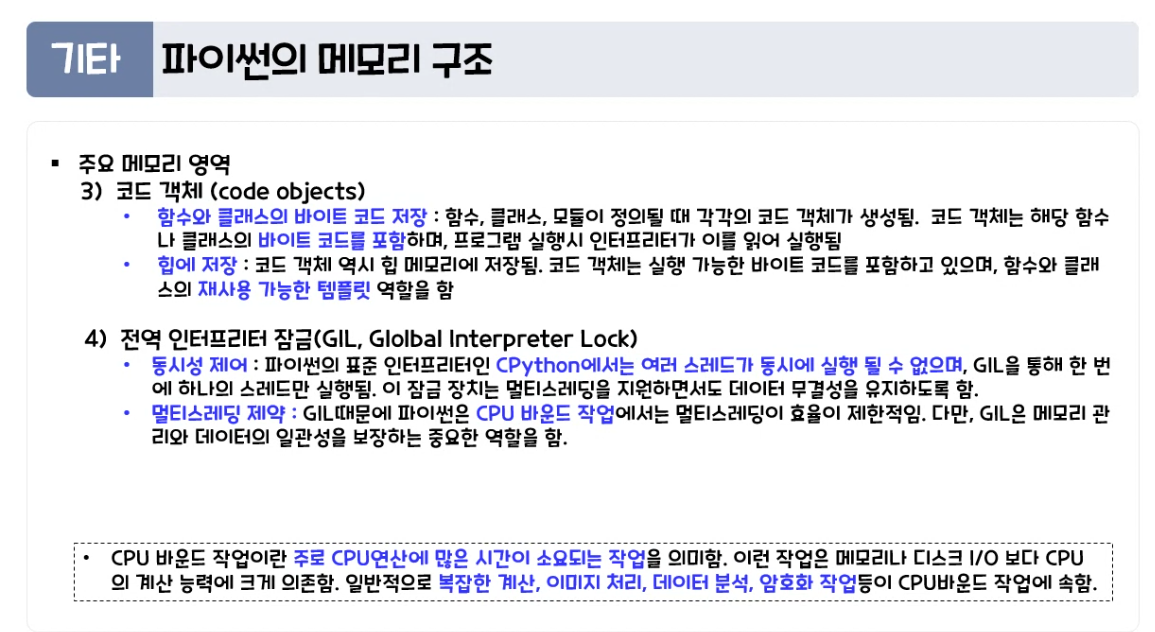 기타 파이썬의 메모리 구조
▪ 주요 메모리 영역
3) 코드 객체 (code objects)
• 함수와 클래스의 바이트 코드 저장 : 함수, 클래스, 모듈이 정의될 때 각각의 코드 객체가 생성됨. 코드 객체는 해당 함수
나 클래스의 바이트 코드를 포함하며, 프로그램 실행시 인터프리터가 이를 읽어 실행됨
• 힙에 저장 : 코드 객체 역시 힙 메모리에 저장됨. 코드 객체는 실행 가능한 바이트 코드를 포함하고 있으며, 함수와 클래
스의 재사용 가능한 템플릿 역할을 함
4) 전역 인터프리터 잠금(GIL, Glolbal Interpreter Lock)
• 동시성 제어 : 파이썬의 표준 인터프리터인 CPython에서는 여러 스레드가 동시에 실행 될 수 없으며, GIL을 통해 한 번
에 하나의 스레드만 실행됨. 이 잠금 장치는 멀티스레딩을 지원하면서도 데이터 무결성을 유지하도록 함.
• 멀티스레딩 제약 : GIL때문에 파이썬은 CPU 바운드 작업에서는 멀티스레딩이 효율이 제한적임. 다만, GIL은 메모리 관
리와 데이터의 일관성을 보장하는 중요한 역할을 함.
• CPU 바운드 작업이란 주로 CPU연산에 많은 시간이 소요되는 작업을 의미함. 이런 작업은 메모리나 디스크 I/O 보다 CPU
의 계산 능력에 크게 의존함. 일반적으로 복잡한 계산, 이미지 처리, 데이터 분석, 암호화 작업등이 CPU바운드 작업에 속함.